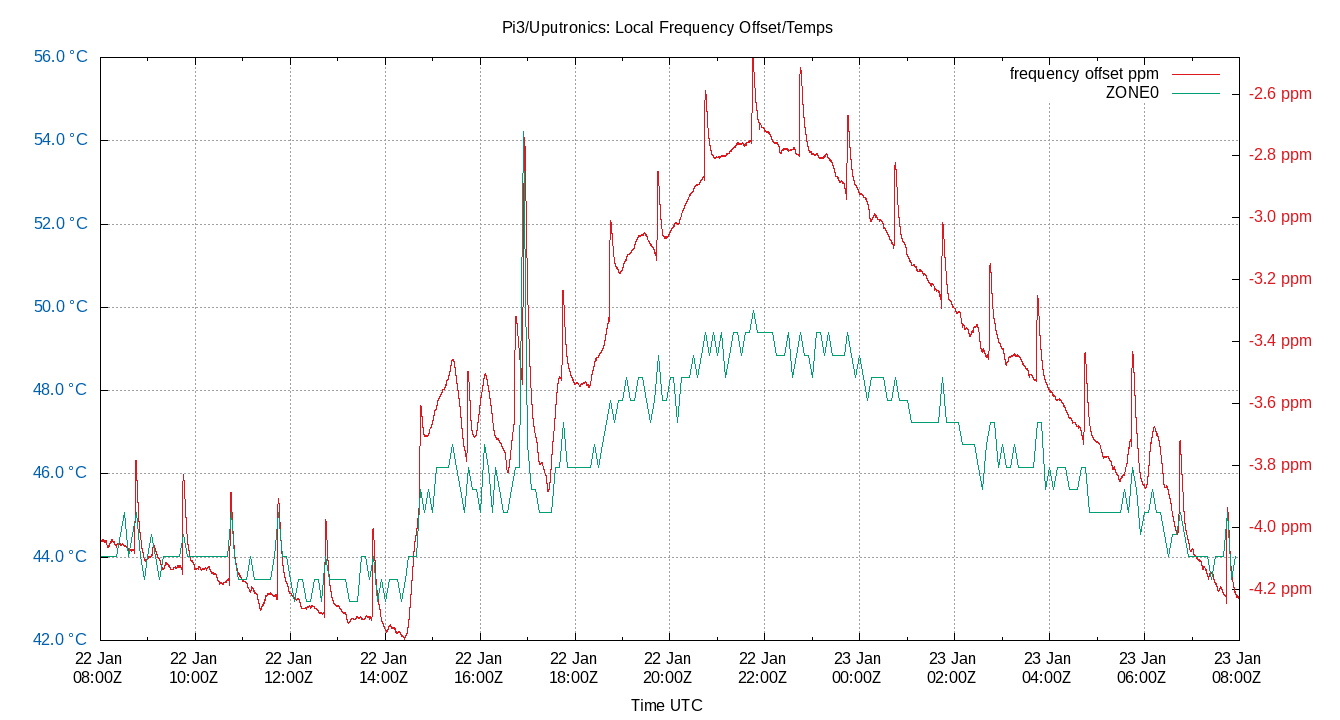 Pi3/Uputronics: Local Frequency Offset/Temps
56.0 °C
54.0 °C
52.0 °C
50.0 °C
48.0 °C
46.0 °C
44.0 °C
42.0 °C
frequency offset ppm
ZONE0
-2.6 ppm
-2.8 ppm
-3.0 ppm
-3.2 ppm
-3.4 ppm
-3.6 ppm
-3.8 ppm
-4.0 ppm
-4.2 ppm
22 Jan 22 Jan 22 Jan 22 Jan 22 Jan 22 Jan 22 Jan 22 Jan 23 Jan 23 Jan 23 Jan 23 Jan 23 Jan
08:00Z 10:00Z 12:00Z 14:00Z 16:00Z 18:00Z 20:00Z 22:00Z 00:00Z 02:00Z 04:00Z 06:00Z 08:00Z
Time UTC